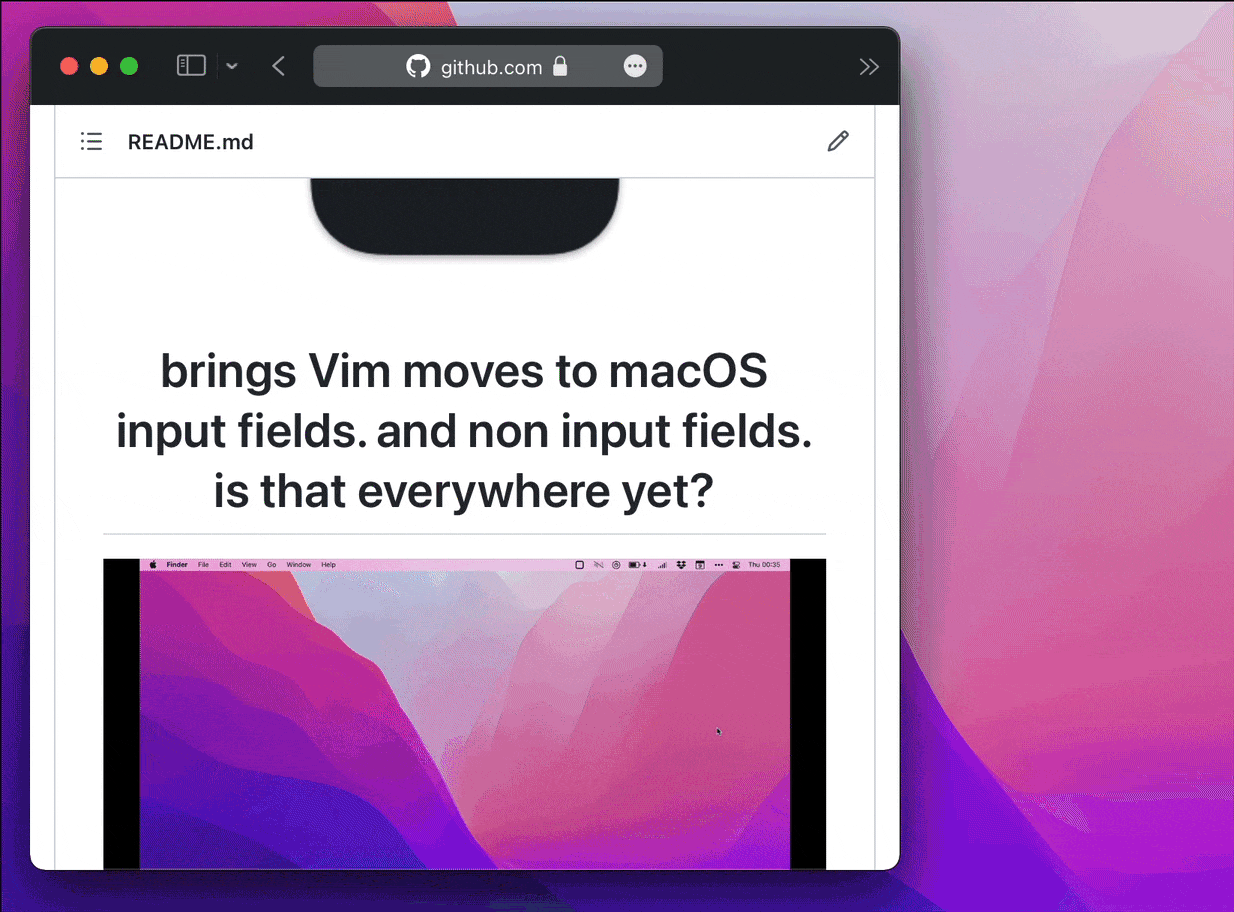 github.com
README.md
brings Vim moves to macOS
input fields. and non input fields.
is that everywhere yet?
Finder File Edit View Go Window Help Thu 00:35